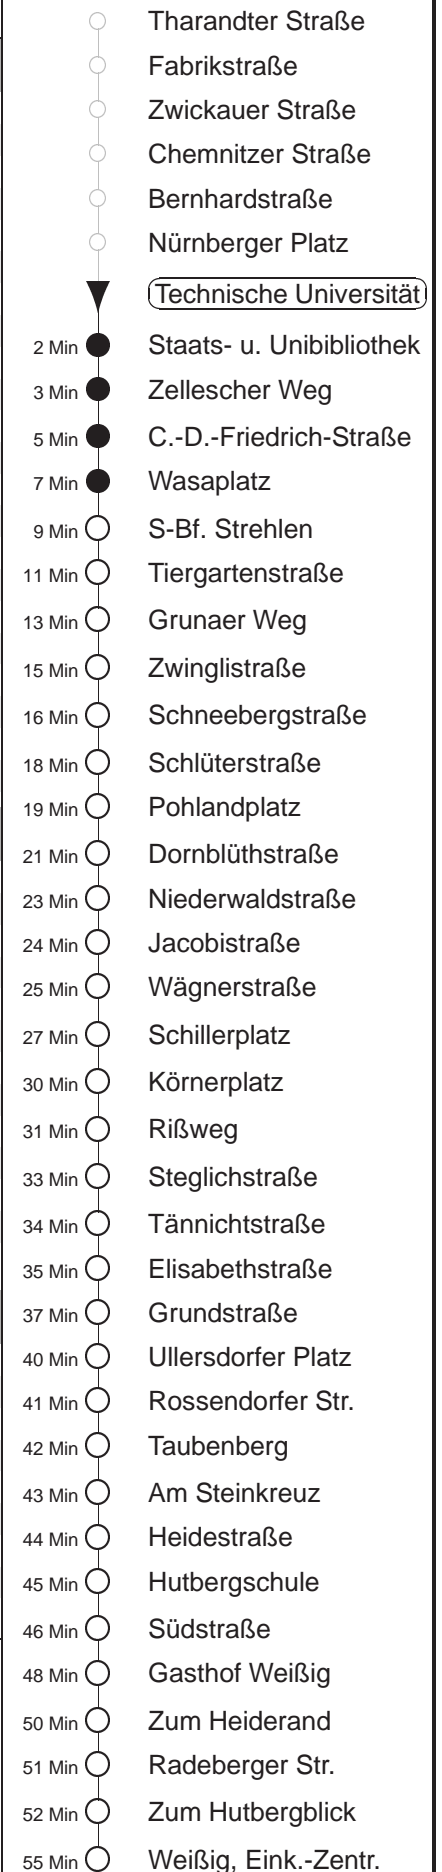 Tharandter Straße
Fabrikstraße
Zwickauer Straße
Chemnitzer Straße
Bernhardstraße
Nürnberger Platz
Technische Universität
2 Min Staats- u. Unibibliothek
3 Min Zellescher Weg
5 Min C.-D.-Friedrich-Straße
7 Min Wasaplatz
9 Min S-Bf. Strehlen
11 Min Tiergartenstraße
13 Min Grunaer Weg
15 Min Zwinglistraße
16 Min Schneebergstraße
18 Min Schlüterstraße
19 Min Pohlandplatz
21 Min Dornblüthstraße
23 Min Niederwaldstraße
24 Min Jacobistraße
25 Min Wägnerstraße
27 Min Schillerplatz
30 Min Körnerplatz
31 Min Rißweg
33 Min Steglichstraße
34 Min Tännichtstraße
35 Min Elisabethstraße
37 Min Grundstraße
40 Min Ullersdorfer Platz
41 Min Rossendorfer Str.
42 Min Taubenberg
43 Min Am Steinkreuz
44 Min Heidestraße
45 Min Hutbergschule
46 Min Südstraße
48 Min Gasthof Weißig
50 Min Zum Heiderand
51 Min Radeberger Str.
52 Min Zum Hutbergblick
55 Min Weißig, Eink.-Zentr.